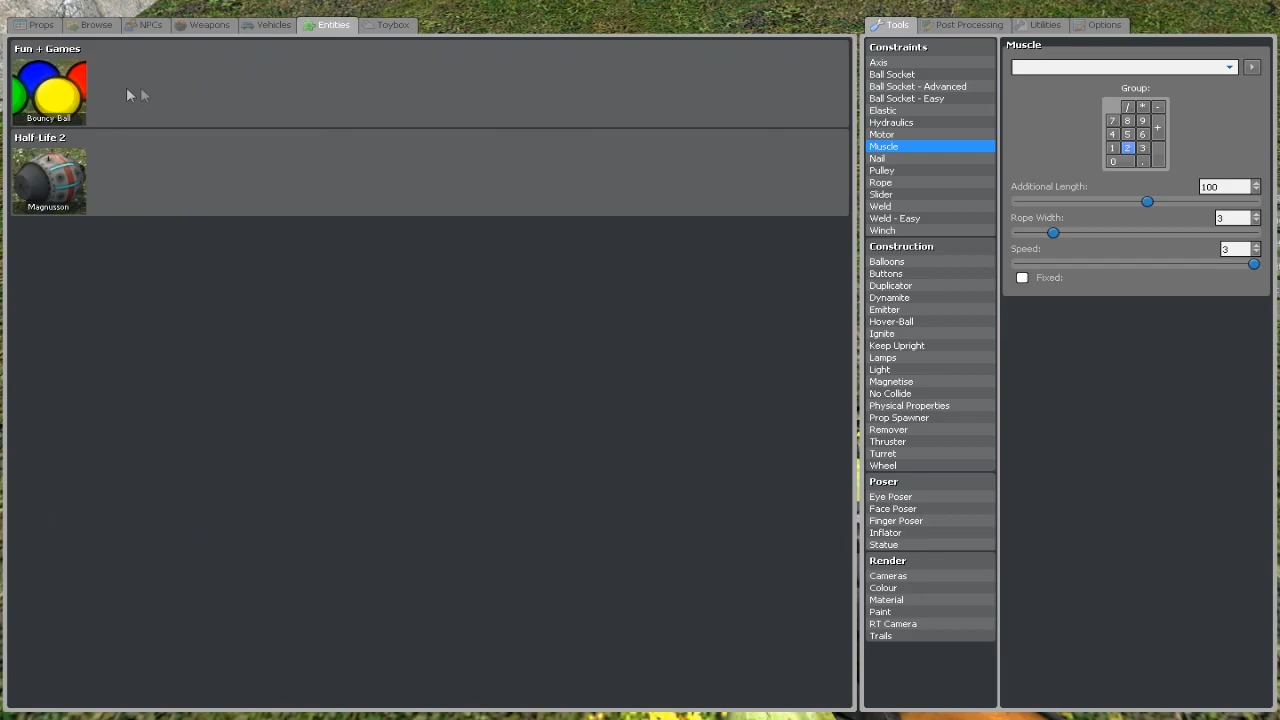 Props Browse NPCs Weapons Vehicles Entities Toybox
Fun + Games
Bouncy Ball
Half-Life 2
Magnusson
Tools Post Processing Utilities Options
Constraints
Axis
Ball Socket
Ball Socket - Advanced
Ball Socket - Easy
Elastic
Hydraulics
Motor
Muscle
Nail
Pulley
Rope
Slider
Weld
Weld - Easy
Winch
Construction
Balloons
Buttons
Duplicator
Dynamite
Emitter
Hover-Ball
Ignite
Keep Upright
Lamps
Light
Magnetise
No Collide
Physical Properties
Prop Spawner
Remover
Thruster
Turret
Wheel
Poser
Eye Poser
Face Poser
Finger Poser
Inflator
Statue
Render
Cameras
Colour
Material
Paint
RT Camera
Trails
Muscle
Group:
/ * -
7 8 9
+
4 5 6
1 2 3
0 .
Additional Length: 100
Rope Width: 3
Speed: 3
Fixed: